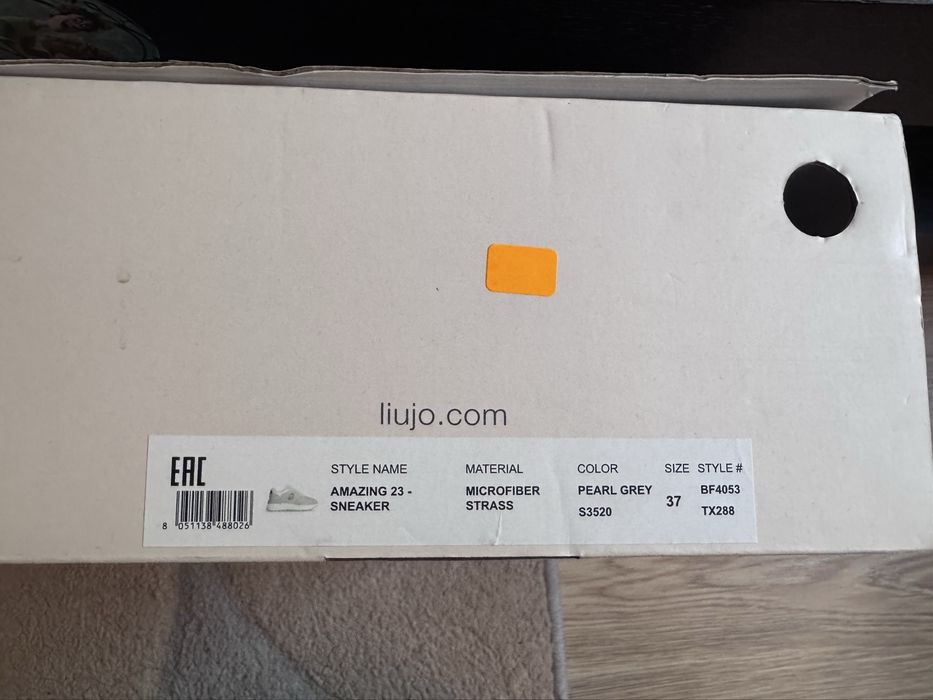 liujo.com
EAC
STYLE NAME MATERIAL COLOR SIZE STYLE #
AMAZING 23 - MICROFIBER PEARL GREY 37 BF4053
SNEAKER STRASS S3520 TX288
8 051138 488026